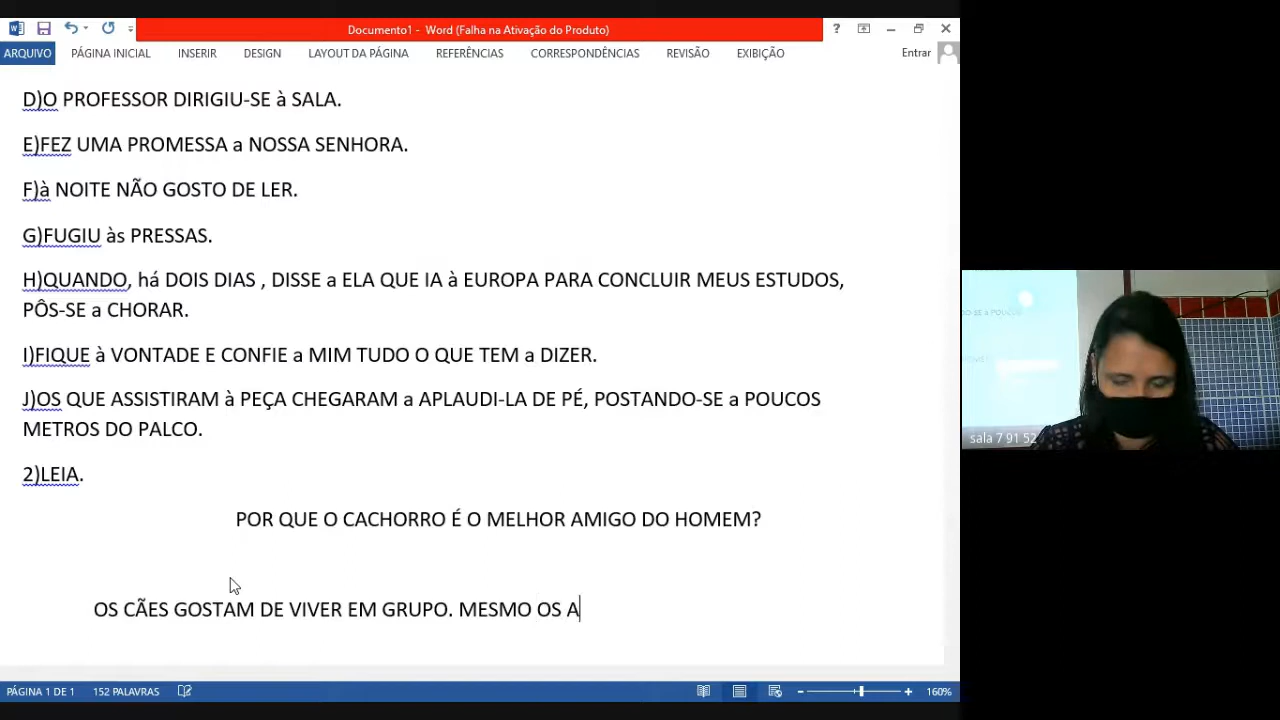 Documento1 - Word (Falha na Ativação do Produto)
ARQUIVO PÁGINA INICIAL INSERIR DESIGN LAYOUT DA PÁGINA REFERÊNCIAS CORRESPONDÊNCIAS REVISÃO EXIBIÇÃO Entrar
D)O PROFESSOR DIRIGIU-SE à SALA.
E)FEZ UMA PROMESSA a NOSSA SENHORA.
F)à NOITE NÃO GOSTO DE LER.
G)FUGIU às PRESSAS.
H)QUANDO, há DOIS DIAS , DISSE a ELA QUE IA à EUROPA PARA CONCLUIR MEUS ESTUDOS,
PÔS-SE a CHORAR.
I)FIQUE à VONTADE E CONFIE a MIM TUDO O QUE TEM a DIZER.
J)OS QUE ASSISTIRAM à PEÇA CHEGARAM a APLAUDI-LA DE PÉ, POSTANDO-SE a POUCOS
METROS DO PALCO.
2)LEIA.
POR QUE O CACHORRO É O MELHOR AMIGO DO HOMEM?
OS CÃES GOSTAM DE VIVER EM GRUPO. MESMO OS A
sala 7 91 52
PÁGINA 1 DE 1 152 PALAVRAS 160%